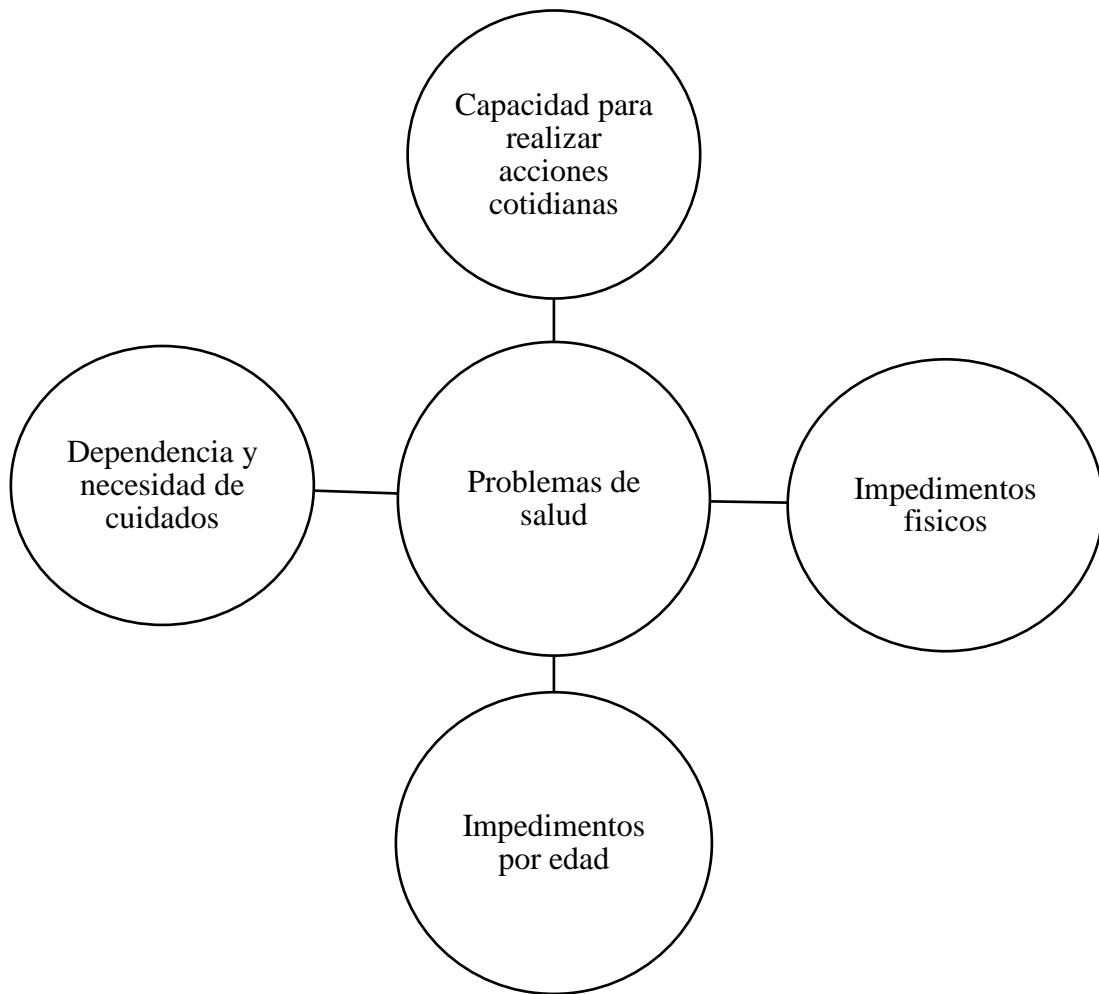 Capacidad para
realizar
acciones
cotidianas
Dependencia y
necesidad de
cuidados
Problemas de
salud
Impedimentos
fisicos
Impedimentos
por edad